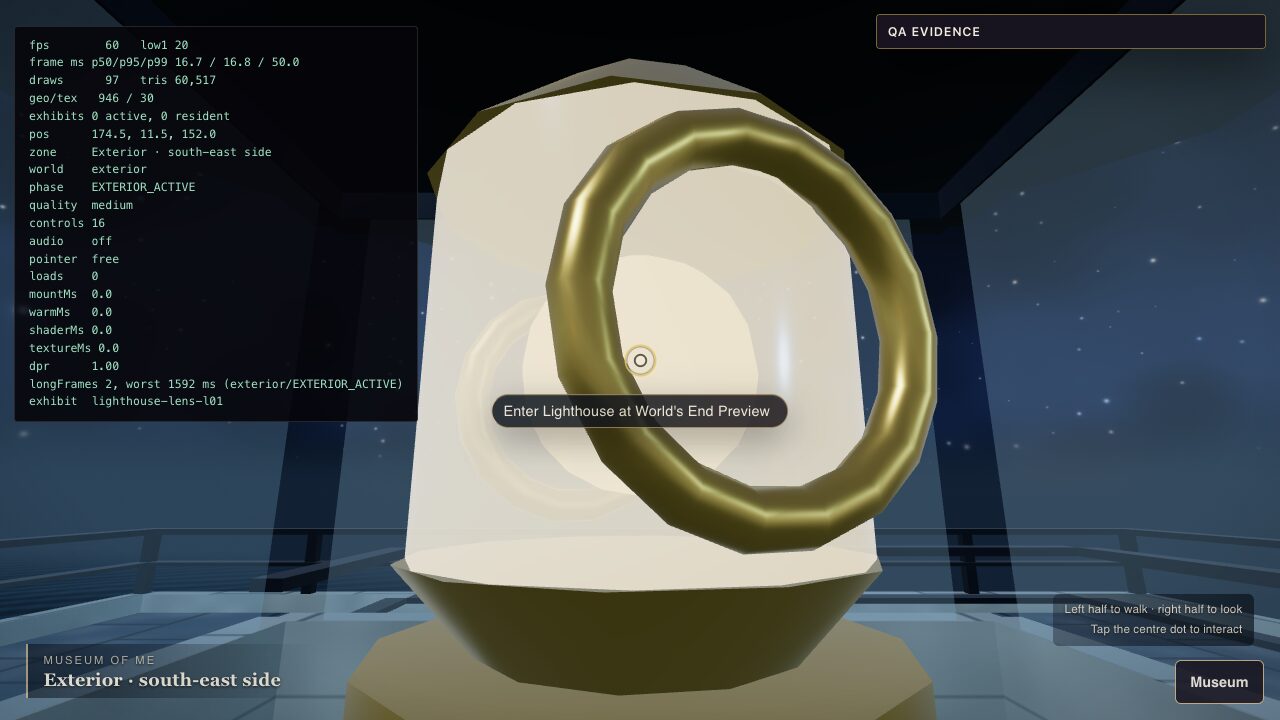 fps 60 low1 20
frame ms p50/p95/p99 16.7 / 16.8 / 50.0
draws 97 tris 60,517
geo/tex 946 / 30
exhibits 0 active, 0 resident
pos 174.5, 11.5, 152.0
zone Exterior · south-east side
world exterior
phase EXTERIOR_ACTIVE
quality medium
controls 16
audio off
pointer free
loads 0
mountMs 0.0
warmMs 0.0
shaderMs 0.0
textureMs 0.0
dpr 1.00
longFrames 2, worst 1592 ms (exterior/EXTERIOR_ACTIVE)
exhibit lighthouse-lens-l01
QA EVIDENCE
Enter Lighthouse at World's End Preview
Left half to walk · right half to look
Tap the centre dot to interact
MUSEUM OF ME
Exterior · south-east side
Museum